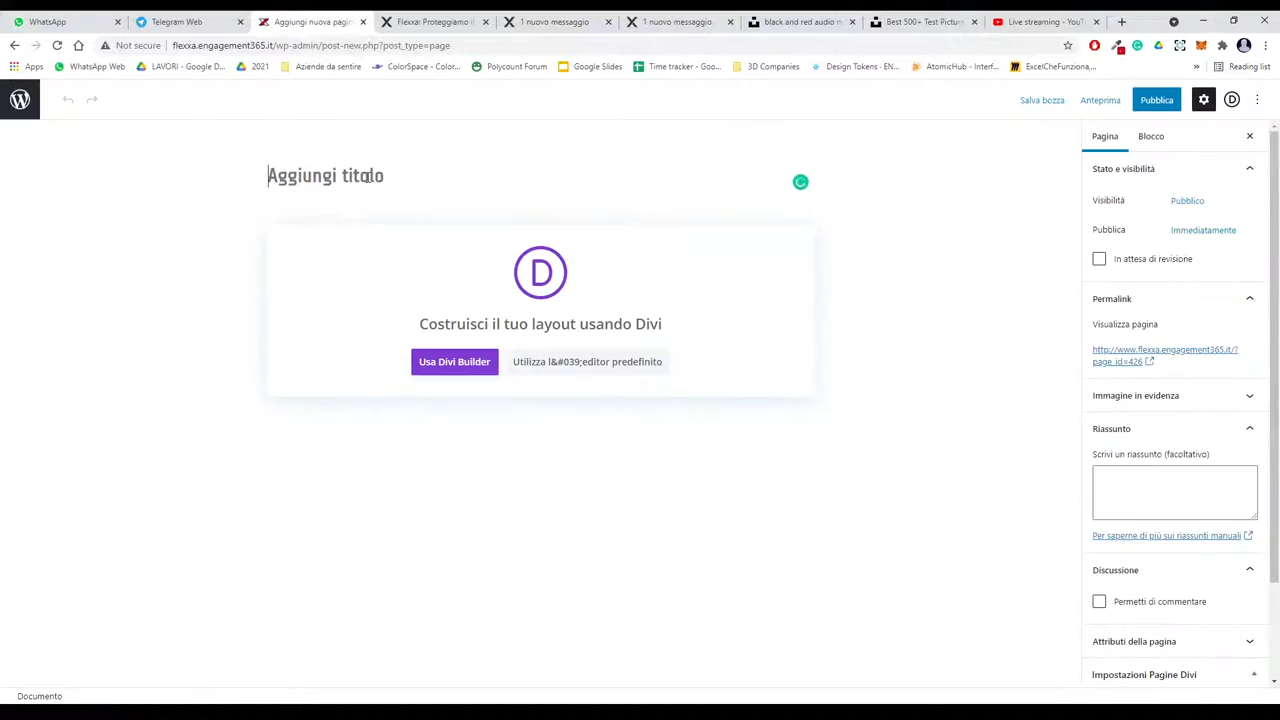 WhatsApp
Telegram Web
Aggiungi nuova pagin
Flexxa: Proteggiamo i
1 nuovo messaggio
1 nuovo messaggio
black and red audio m
Best 500+ Test Picture
Live streaming - YouT
Not secure
flexxa.engagement365.it/wp-admin/post-new.php?post_type=page
Apps
WhatsApp Web
LAVORI - Google D...
2021
Aziende da sentire
ColorSpace - Color...
Polycount Forum
Google Slides
Time tracker - Goo...
3D Companies
Design Tokens - EN...
AtomicHub - Interf...
ExcelCheFunziona,...
»
Reading list
Salva bozza
Anteprima
Pubblica
D
Pagina
Blocco
Aggiungi titolo
Stato e visibilità
Visibilità
Pubblico
Pubblica
Immediatamente
In attesa di revisione
D
Costruisci il tuo layout usando Divi
Usa Divi Builder
Utilizza l&#039;editor predefinito
Permalink
Visualizza pagina
http://www.flexxa.engagement365.it/?
page_id=426
Immagine in evidenza
Riassunto
Scrivi un riassunto (facoltativo)
Per saperne di più sui riassunti manuali
Discussione
Permetti di commentare
Attributi della pagina
Impostazioni Pagine Divi
Documento